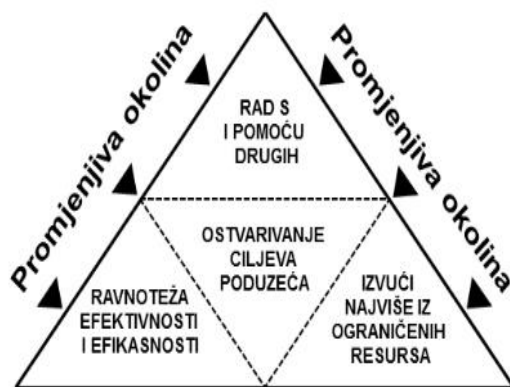 Promjenjiva okolina
Promjenjiva okolina
RAD S
I POMOĆU
DRUGIH
OSTVARIVANJE
CILJEVA
PODUZEĆA
RAVNOTEŽA
EFEKTIVNOSTI
I EFIKASNOSTI
IZVUĆI
NAJVIŠE IZ
OGRANIČENIH
RESURSA